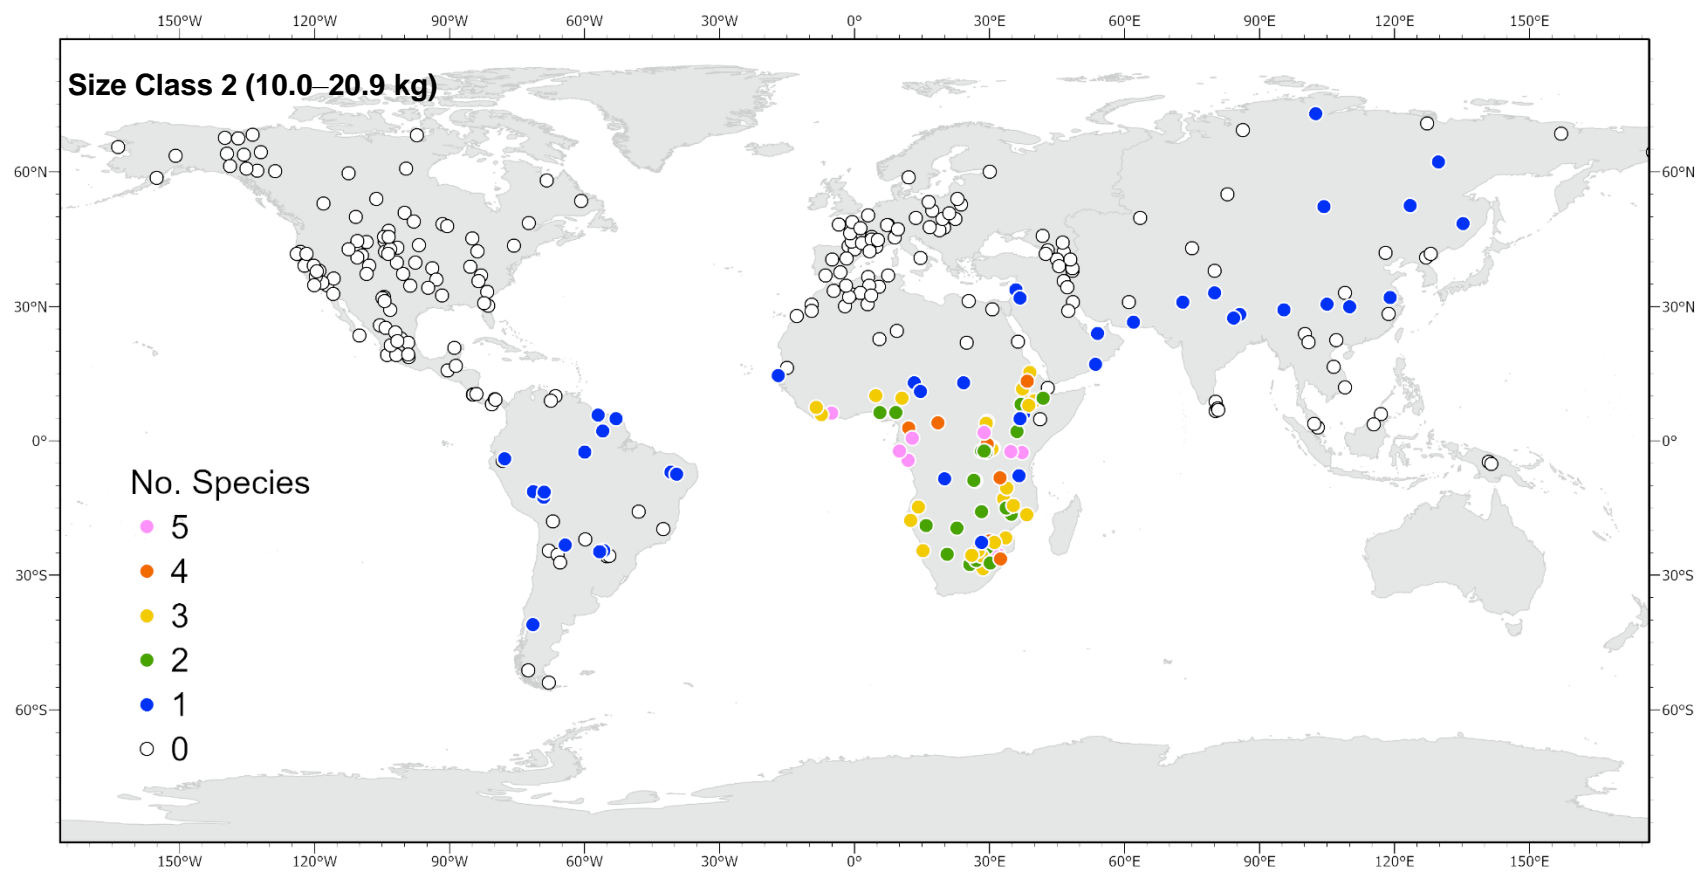 150°W 120°W 90°W 60°W 30°W 0° 30°E 60°E 90°E 120°E 150°E
Size Class 2 (10.0–20.9 kg)
60°N 60°N
30°N 30°N
0° 0°
No. Species
5
4
30°S 30°S
3
2
1
60°S 60°S
0
150°W 120°W 90°W 60°W 30°W 0° 30°E 60°E 90°E 120°E 150°E